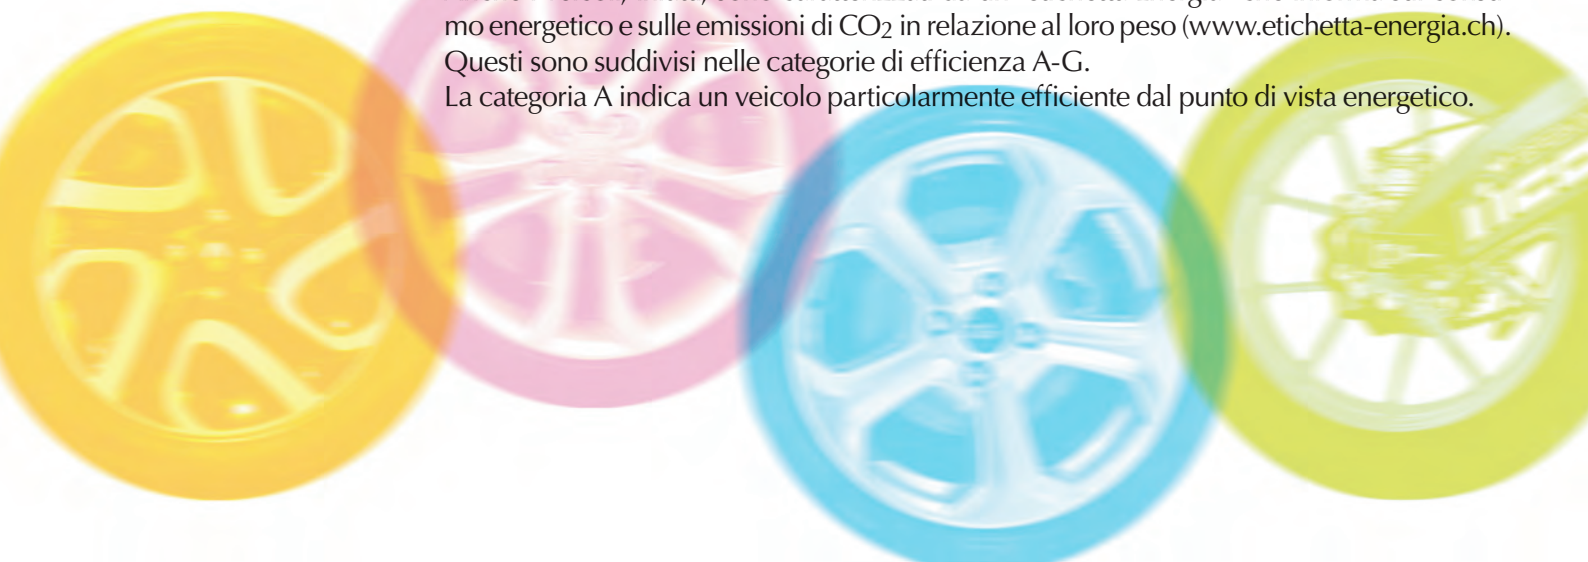 mo energetico e sulle emissioni di CO2 in relazione al loro peso (www.etichetta-energia.ch).
Questi sono suddivisi nelle categorie di efficienza A-G.
La categoria A indica un veicolo particolarmente efficiente dal punto di vista energetico.